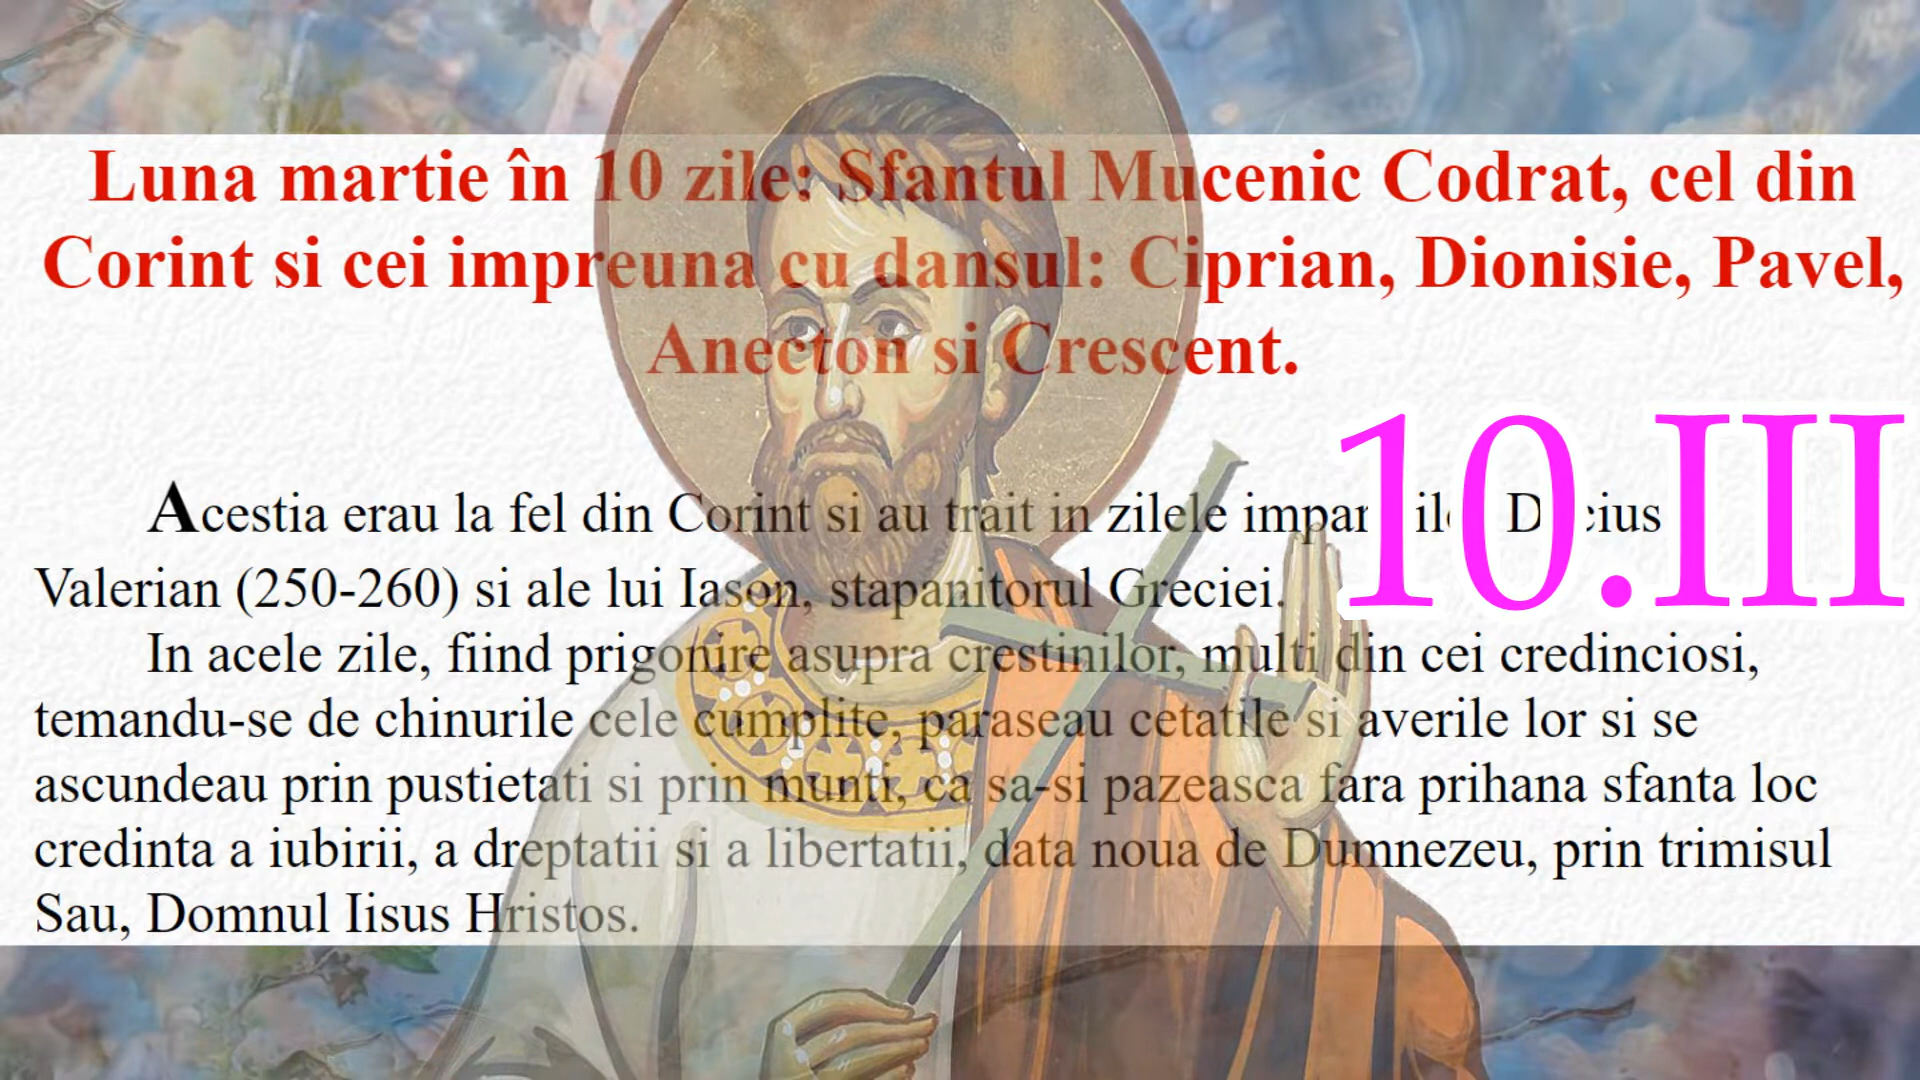 Luna martie în 10 zile: Sfantul Mucenic Codrat, cel din
Corint si cei impreuna cu dansul: Ciprian, Dionisie, Pavel,
Anecton si Crescent.
10.III
Acestia erau la fel din Corint si au trait in zilele
Valerian (250-260) si ale lui Iason, stapanitorul Greciei.
In acele zile, fiind prigonire asupra crestinilor, multi din cei credinciosi,
temandu-se de chinurile cele cumplite, paraseau cetatile si averile lor si se
ascundeau prin pustietati si prin munti, ca sa-si pazeasca fara prihana sfanta loc
credinta a iubirii, a dreptatii si a libertatii, data noua de Dumnezeu, prin trimisul
Sau, Domnul Iisus Hristos.